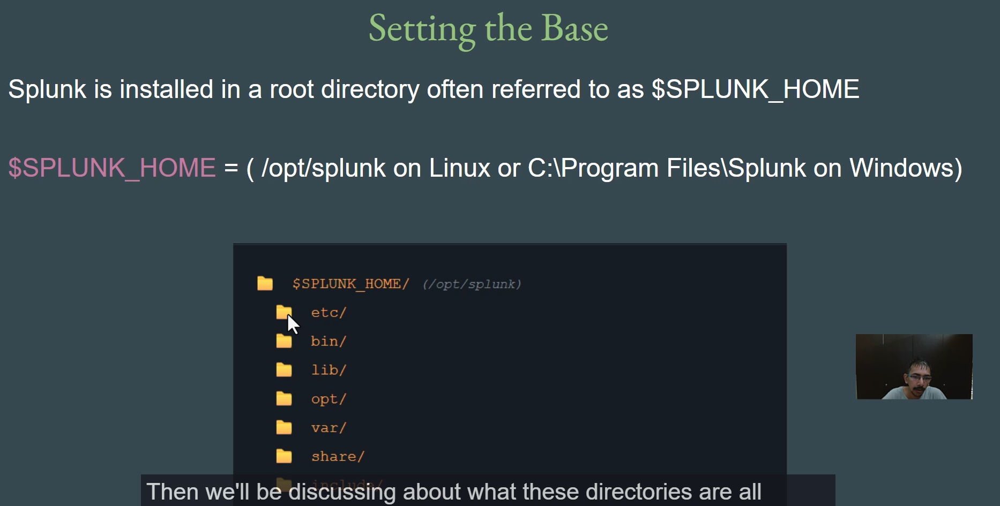 Setting the Base
Splunk is installed in a root directory often referred to as $SPLUNK_HOME
$SPLUNK_HOME = ( /opt/splunk on Linux or C:\Program Files\Splunk on Windows)
$SPLUNK_HOME/ (/opt/splunk)
etc/
bin/
lib/
opt/
var/
share/
include/
Then we'll be discussing about what these directories are all